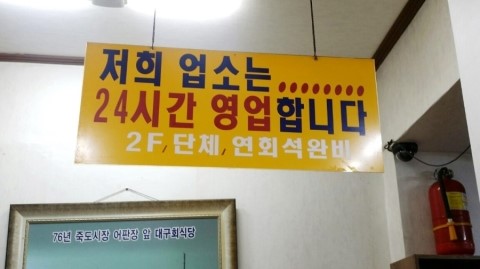 저희 업소는........
24시간 영업합니다
2F, 단체, 연회석완비
76년 죽도시장 어판장 앞 대구회식당